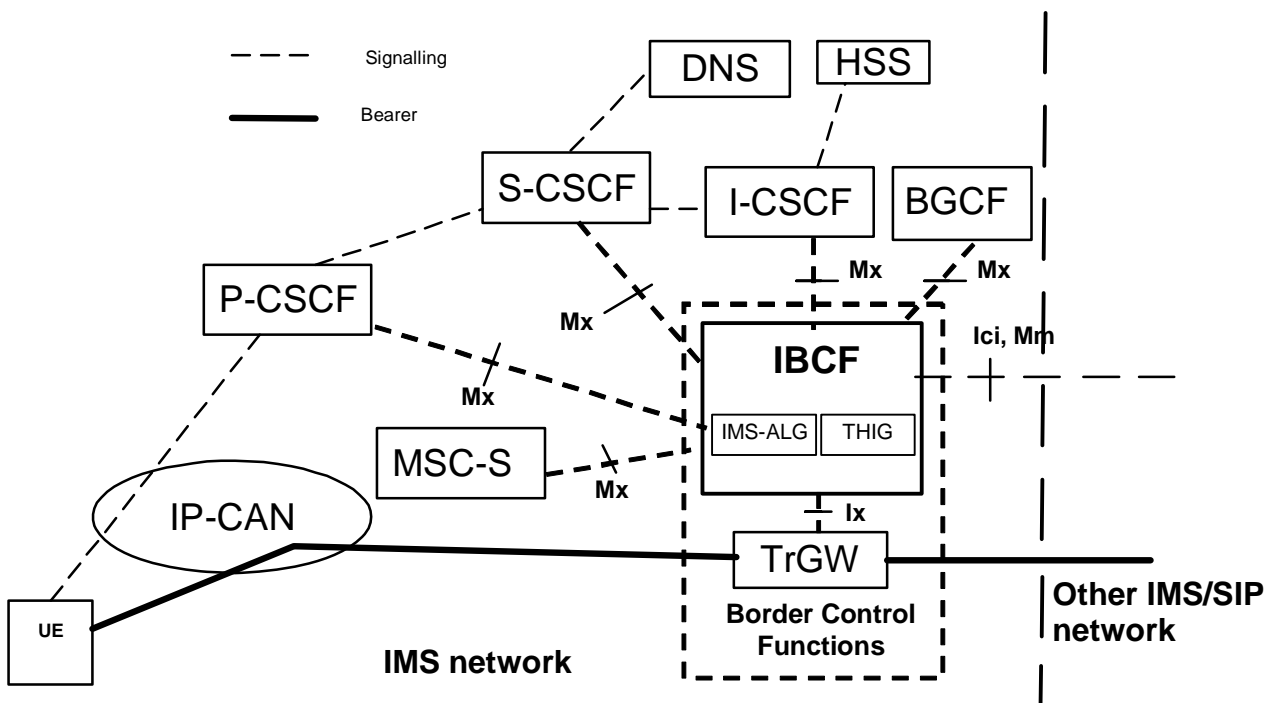 Signalling
Bearer
DNS
HSS
S-CSCF
I-CSCF
BGCF
P-CSCF
Mx
Mx
Mx
Mx
Ici, Mm
IBCF
IMS-ALG
THIG
MSC-S
Mx
IP-CAN
Ix
TrGW
UE
Border Control
Functions
IMS network
Other IMS/SIP
network